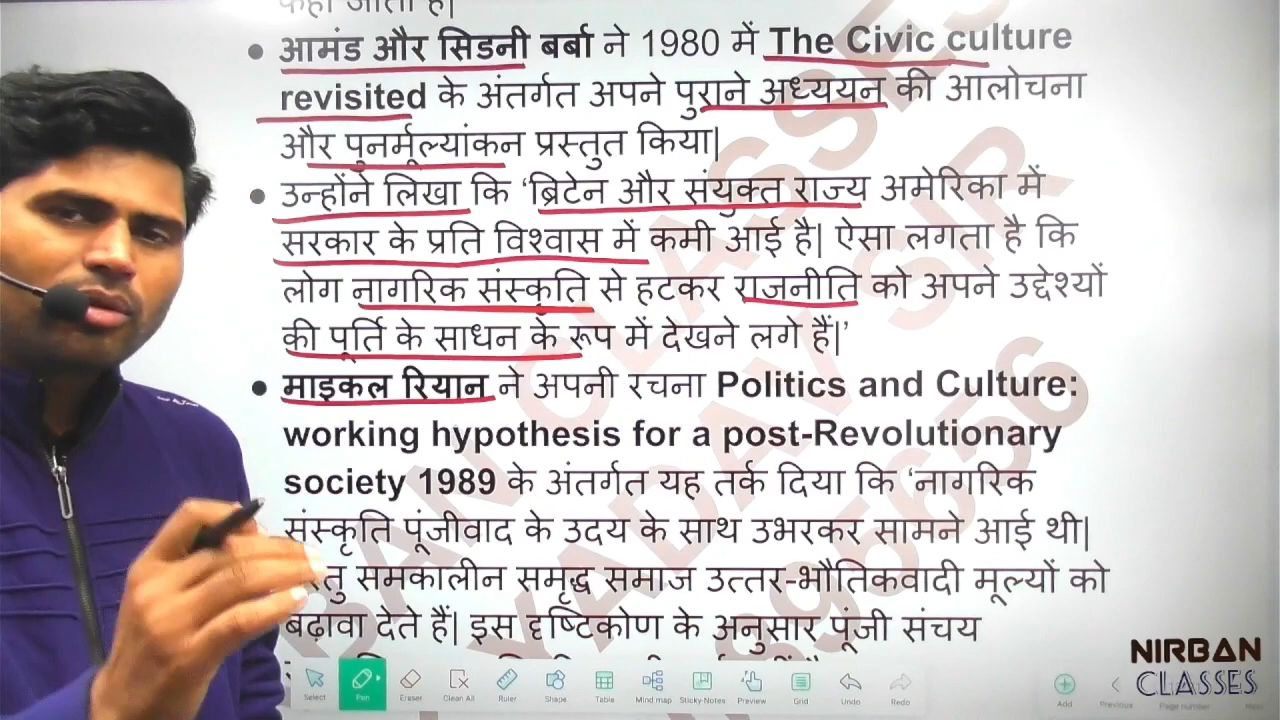 कहा जाता है|
• आमंड और सिडनी बर्बा ने 1980 में The Civic culture
revisited के अंतर्गत अपने पुराने अध्ययन की आलोचना
और पुनर्मूल्यांकन प्रस्तुत किया|
• उन्होंने लिखा कि ‘ब्रिटेन और संयुक्त राज्य अमेरिका में
सरकार के प्रति विश्वास में कमी आई है| ऐसा लगता है कि
लोग नागरिक संस्कृति से हटकर राजनीति को अपने उद्देश्यों
की पूर्ति के साधन के रूप में देखने लगे हैं|’
• माइकल रियान ने अपनी रचना Politics and Culture:
working hypothesis for a post-Revolutionary
society 1989 के अंतर्गत यह तर्क दिया कि ‘नागरिक
संस्कृति पूंजीवाद के उदय के साथ उभरकर सामने आई थी|
समकालीन समृद्ध समाज उत्तर-भौतिकवादी मूल्यों को
बढ़ावा देते हैं| इस दृष्टिकोण के अनुसार पूंजी संचय
NIRBAN
CLASSES
Select Pen Eraser Clean All Ruler Shape Table Mind map Sticky-Notes Preview Grid Undo Redo Add Previous Page number Next